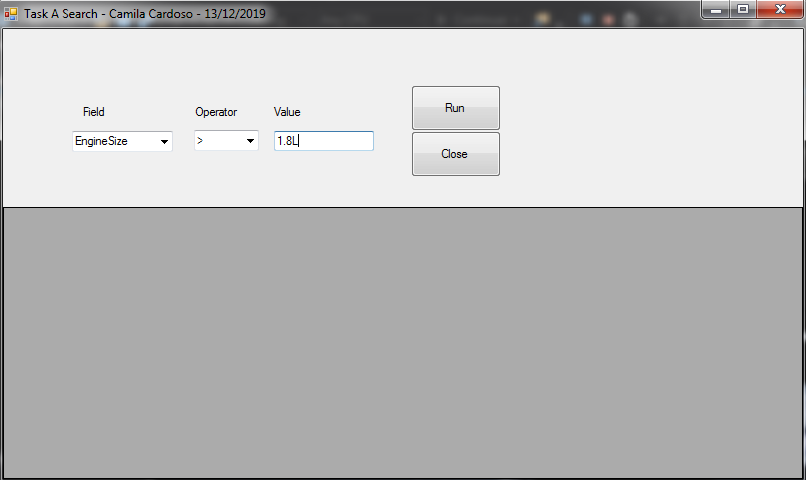 Task A Search - Camila Cardoso - 13/12/2019
Field Operator Value
EngineSize > 1.8L
Run
Close